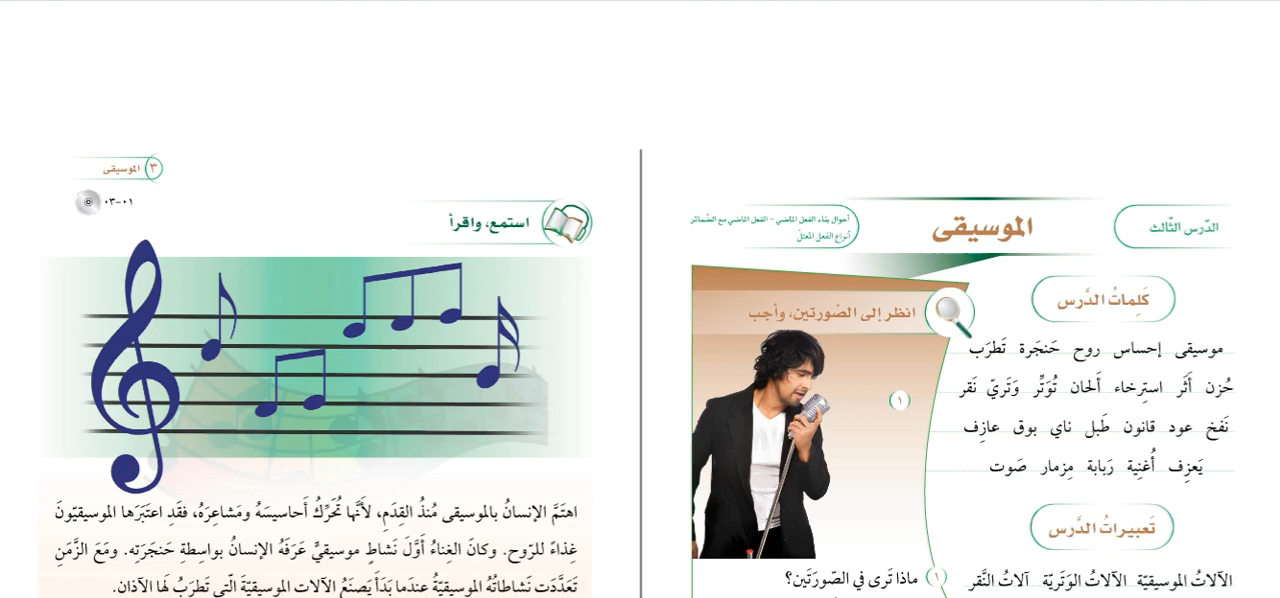 الدّرس الثّالث
الموسيقى
أحوال بناء الفعل الماضي - الفعل الماضي مع الضّمائر
أنواع الفعل المعتلّ
كَلِماتُ الدَّرس
موسيقى إحساس روح حَنجَرة تَطرَب
حُزن أَثَر استِرخاء أَلحان تُوَتِّر وَتَريّ نَقر
نَفخ عود قانون طَبل ناي بوق عازِف
يَعزِف أُغنِية رَبابة مِزمار صَوت
تَعبيراتُ الدَّرس
الآلاتُ الموسيقيّة الآلاتُ الوَتَريّة آلاتُ النَّقر
انظر إلى الصّورتين، وأجب
١
١ ماذا تَرى في الصّورَتَين؟
٣ الموسيقى
٠٣-٠١
استمع، واقرأ
اهتَمَّ الإنسانُ بالموسيقى مُنذُ القِدَمِ، لأَنَّها تُحَرِّكُ أَحاسيسَهُ ومَشاعِرَهُ، فقَدِ اعتَبَرَها الموسيقيّونَ
غِذاءً للرّوح. وكانَ الغِناءُ أَوَّلَ نَشاطٍ موسيقيٍّ عَرَفَهُ الإنسانُ بواسِطةِ حَنجَرَتِه. ومَعَ الزَّمَنِ
تَعَدَّدَت نَشاطاتُهُ الموسيقيّةُ عندَما بَدَأَ يَصنَعُ الآلات الموسيقيّةَ الّتي تَطرَبُ لَها الآذان.